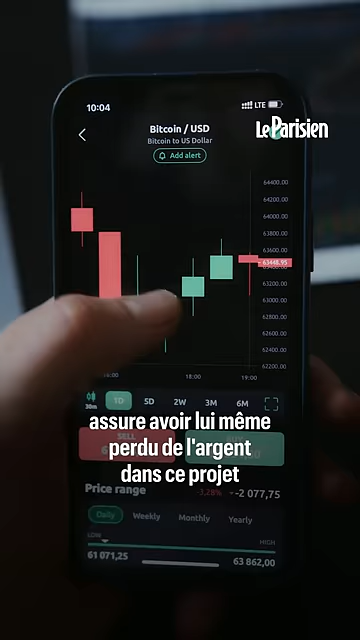 10:04
LTE
Bitcoin / USD
Bitcoin to US Dollar
Add alert
Le Parisien
64400.00
64200.00
64000.00
63800.00
63600.00
63448.95
63200.00
63000.00
62800.00
62600.00
62400.00
62200.00
18:00
19:00
30m
1D
5D
2W
3M
6M
SELL
assure avoir lui même
perdu de l'argent
dans ce projet
Price range
-3,28%
-2 077,75
Daily
Weekly
Monthly
Yearly
LOW
HIGH
61 071,25
63 862,00